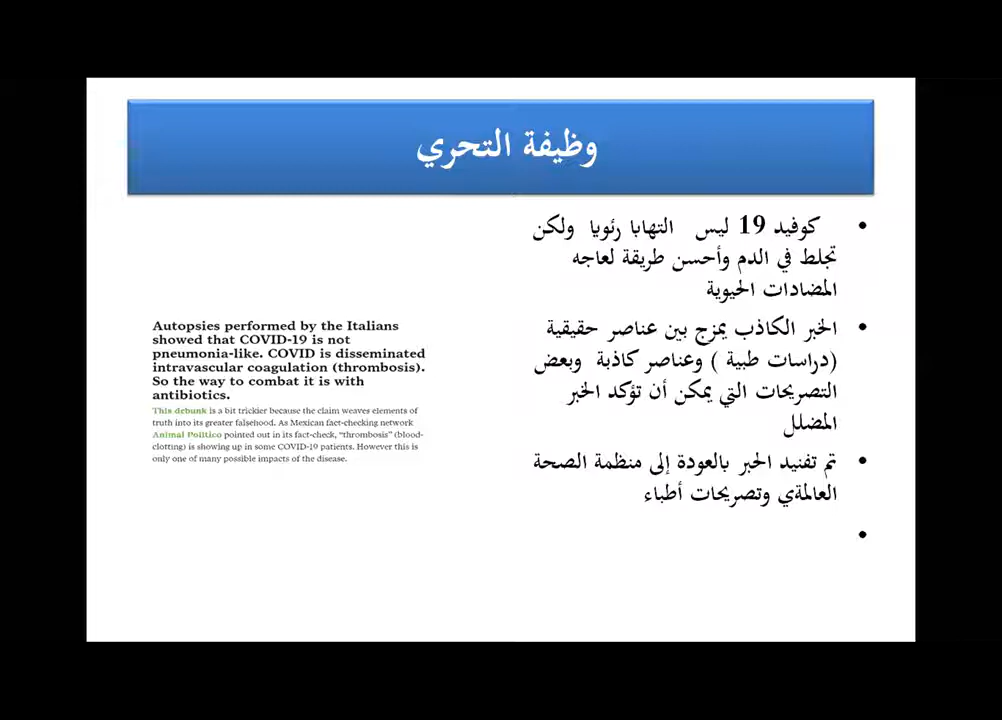 وظيفة التحري
• كوفيد 19 ليس التهابا رئويا ولكن
تجلط في الدم وأحسن طريقة لعاجه
المضادات الحيوية
• الخبر الكاذب يمزج بين عناصر حقيقية
(دراسات طبية ) وعناصر كاذبة وبعض
التصريحات التي يمكن أن تؤكد الخبر
المضلل
• تم تفنيد الخبر بالعودة إلى منظمة الصحة
العالمةي وتصريحات أطباء
•
Autopsies performed by the Italians
showed that COVID-19 is not
pneumonia-like. COVID is disseminated
intravascular coagulation (thrombosis).
So the way to combat it is with
antibiotics.
This debunk is a bit trickier because the claim weaves elements of
truth into its greater falsehood. As Mexican fact-checking network
Animal Politico pointed out in its fact-check, “thrombosis” (blood-
clotting) is showing up in some COVID-19 patients. However this is
only one of many possible impacts of the disease.